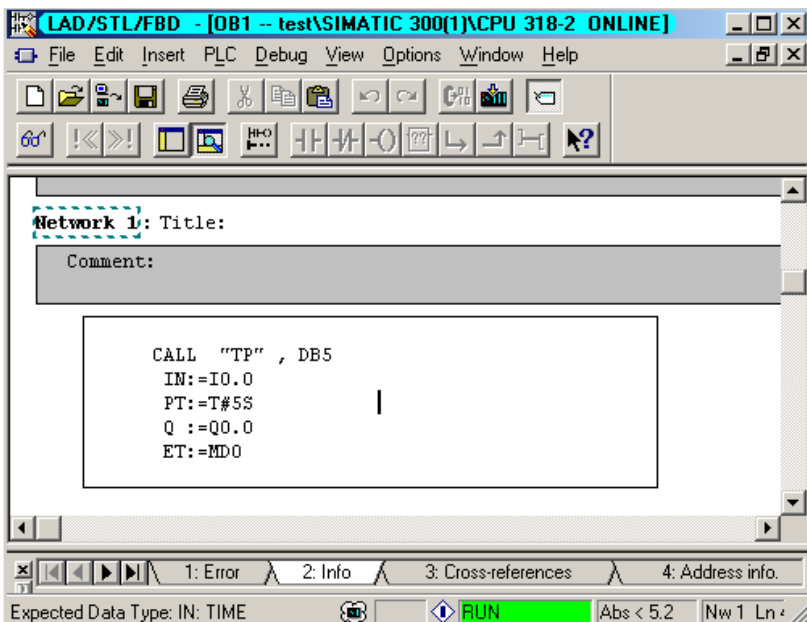 LAD/STL/FBD - [OB1 -- test\SIMATIC 300(1)\CPU 318-2 ONLINE]
File Edit Insert PLC Debug View Options Window Help
Network 1: Title:
Comment:
CALL "TP" , DB5
IN:=I0.0
PT:=T#5S
Q :=Q0.0
ET:=MD0
1: Error 2: Info 3: Cross-references 4: Address info.
Expected Data Type: IN: TIME RUN Abs < 5.2 Nw 1 Ln